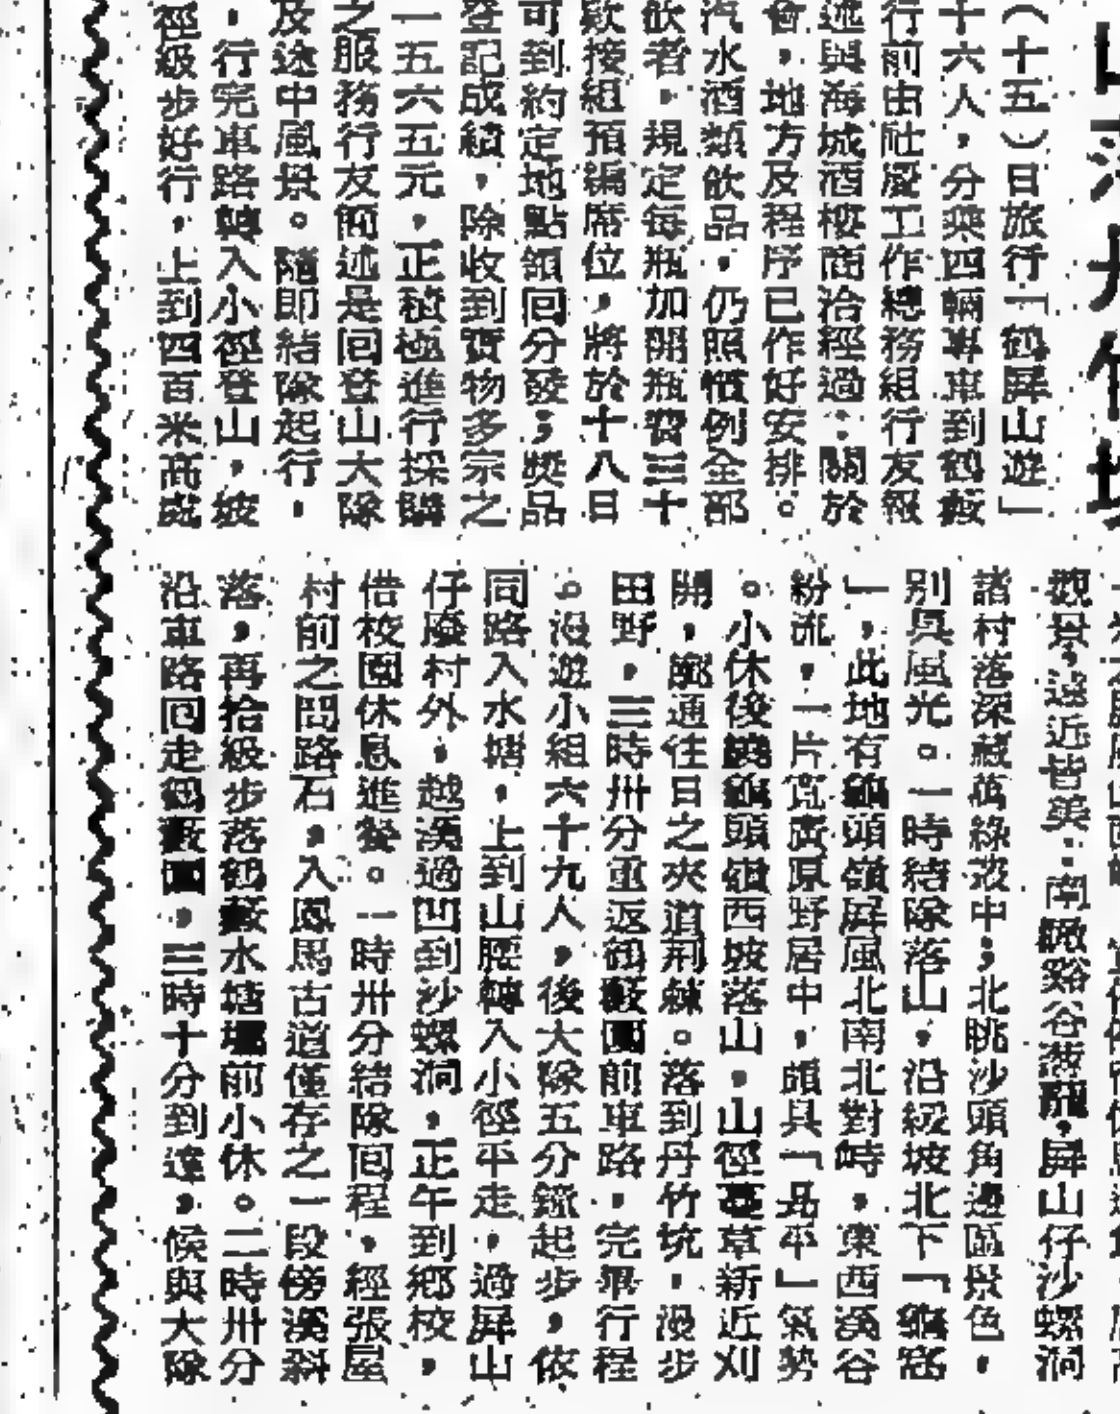 （十五）日旅行「鶴屏山遊」
十六人，分乘四輛專車到鶴藪
行前由社慶工作總務組行友報
述與海城酒樓商洽經過：關於
會，地方及程序已作好安排。
汽水酒類飲品，仍照慣例全部
飲者，規定每瓶加開瓶費三十
歡接組預編席位，將於十八日
可到約定地點領回分發；獎品
登記成績，除收到實物多宗之
一五六五元，正積極進行採購
之服務行友簡述是回登山大隊
及途中風景。隨即結隊起行，
，行完車路轉入小徑登山，坡
徑級步好行，上到四百米高處
觀景，遠近皆美：南瞰谿谷蒼龍，屏山仔沙螺洞
諸村落深藏萬綠叢中；北眺沙頭角邊區景色，
別具風光。一時結隊落山，沿級坡北下「龜窩
」，此地有龜頭嶺屏風北南北對峙，東西溪谷
粉流，一片寬廣原野居中，頗具「昂平」氣勢
。小休後繞龜頭嶺西坡落山，山徑蔓草新近刈
開，廊通往日之夾道荊棘。落到丹竹坑，漫步
田野，三時卅分重返鶴藪圍前車路，完畢行程
。漫遊小組六十九人，後大隊五分鐘起步，依
同路入水塘，上到山腰轉入小徑平走，過屏山
仔廢村外，越溪過凹到沙螺洞，正午到鄉校，
借校園休息進餐。一時卅分結隊回程，經張屋
村前之問路石，入鳳馬古道僅存之一段傍溪斜
落，再拾級步落鶴藪水塘壩前小休。二時卅分
沿車路回走鶴藪圍，三時十分到達，候與大隊